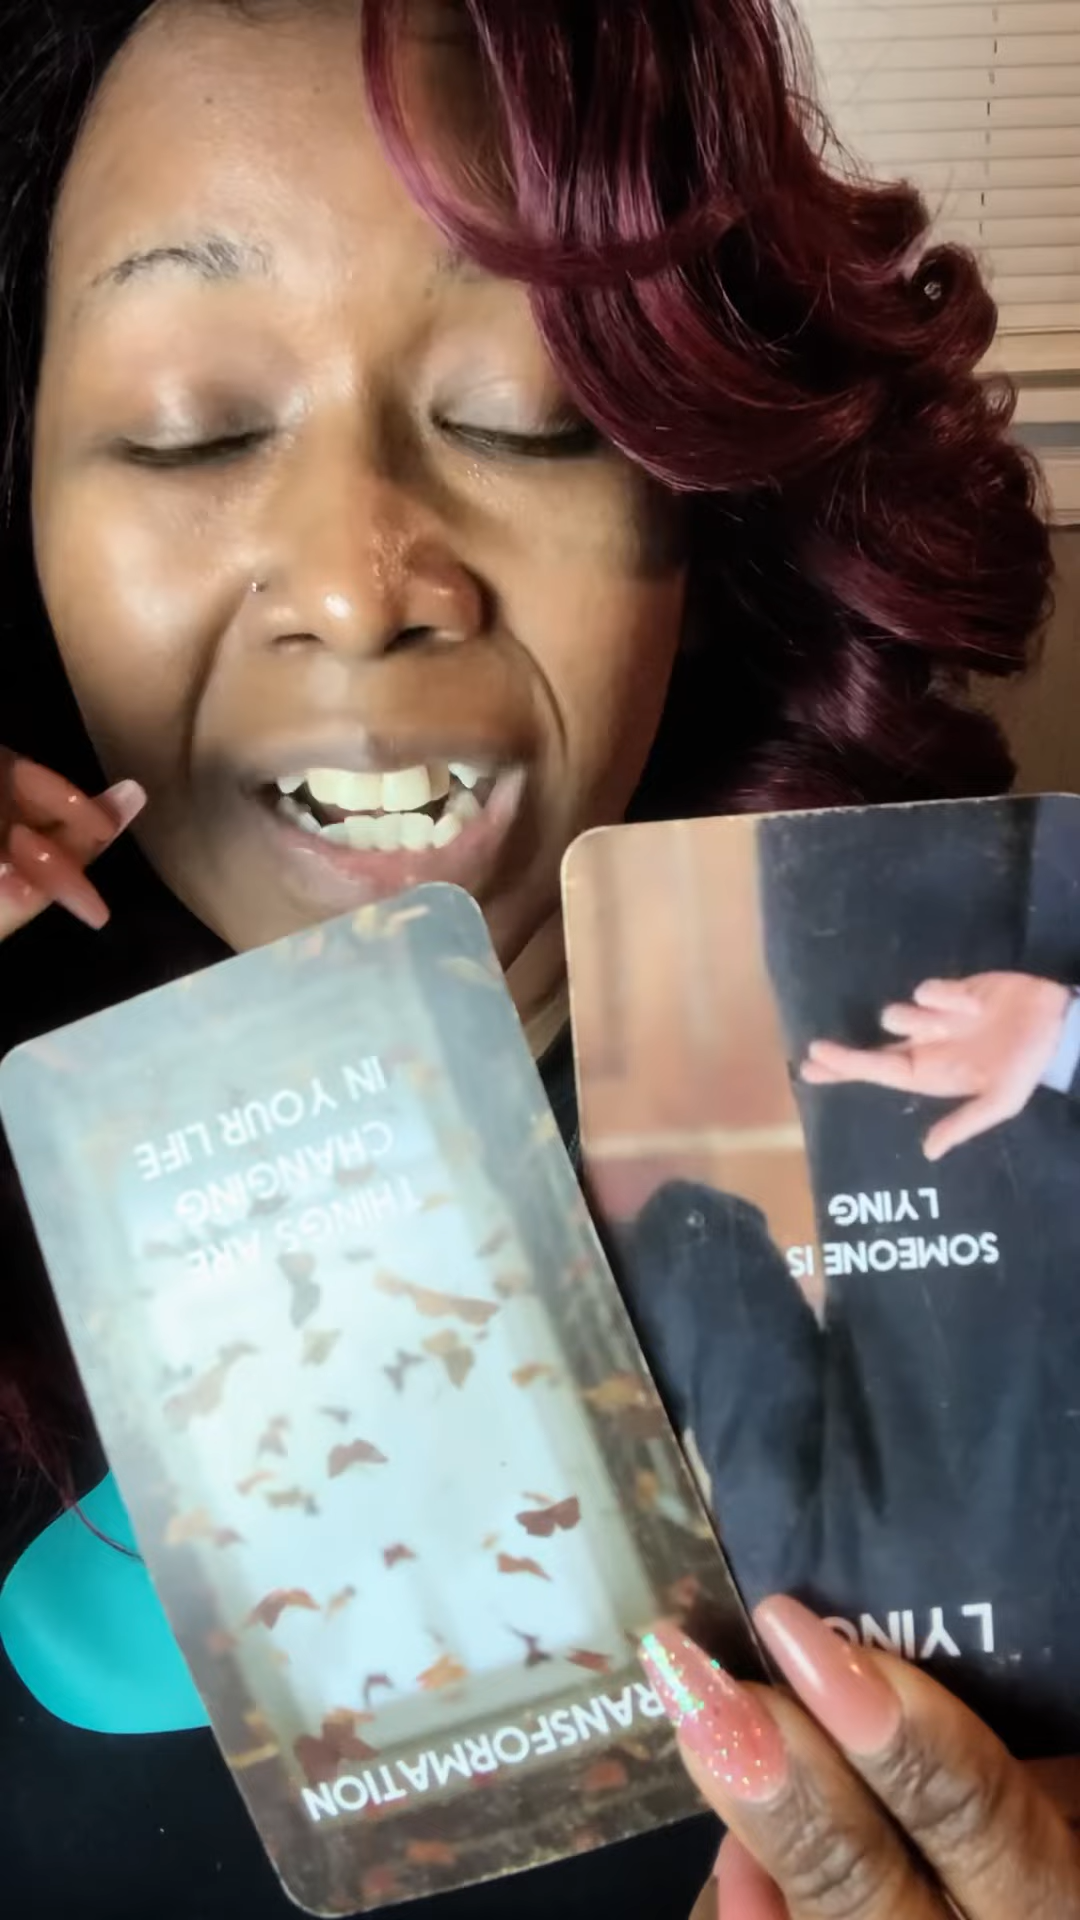 TRANSFORMATION
THINGS ARE
CHANGING
IN YOUR LIFE
LYING
SOMEONE IS
LYING